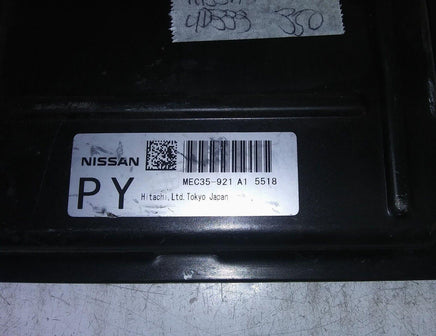 350
NISSAN
PY
MEC35-921 A1 5518
Hitachi,Ltd.Tokyo Japan